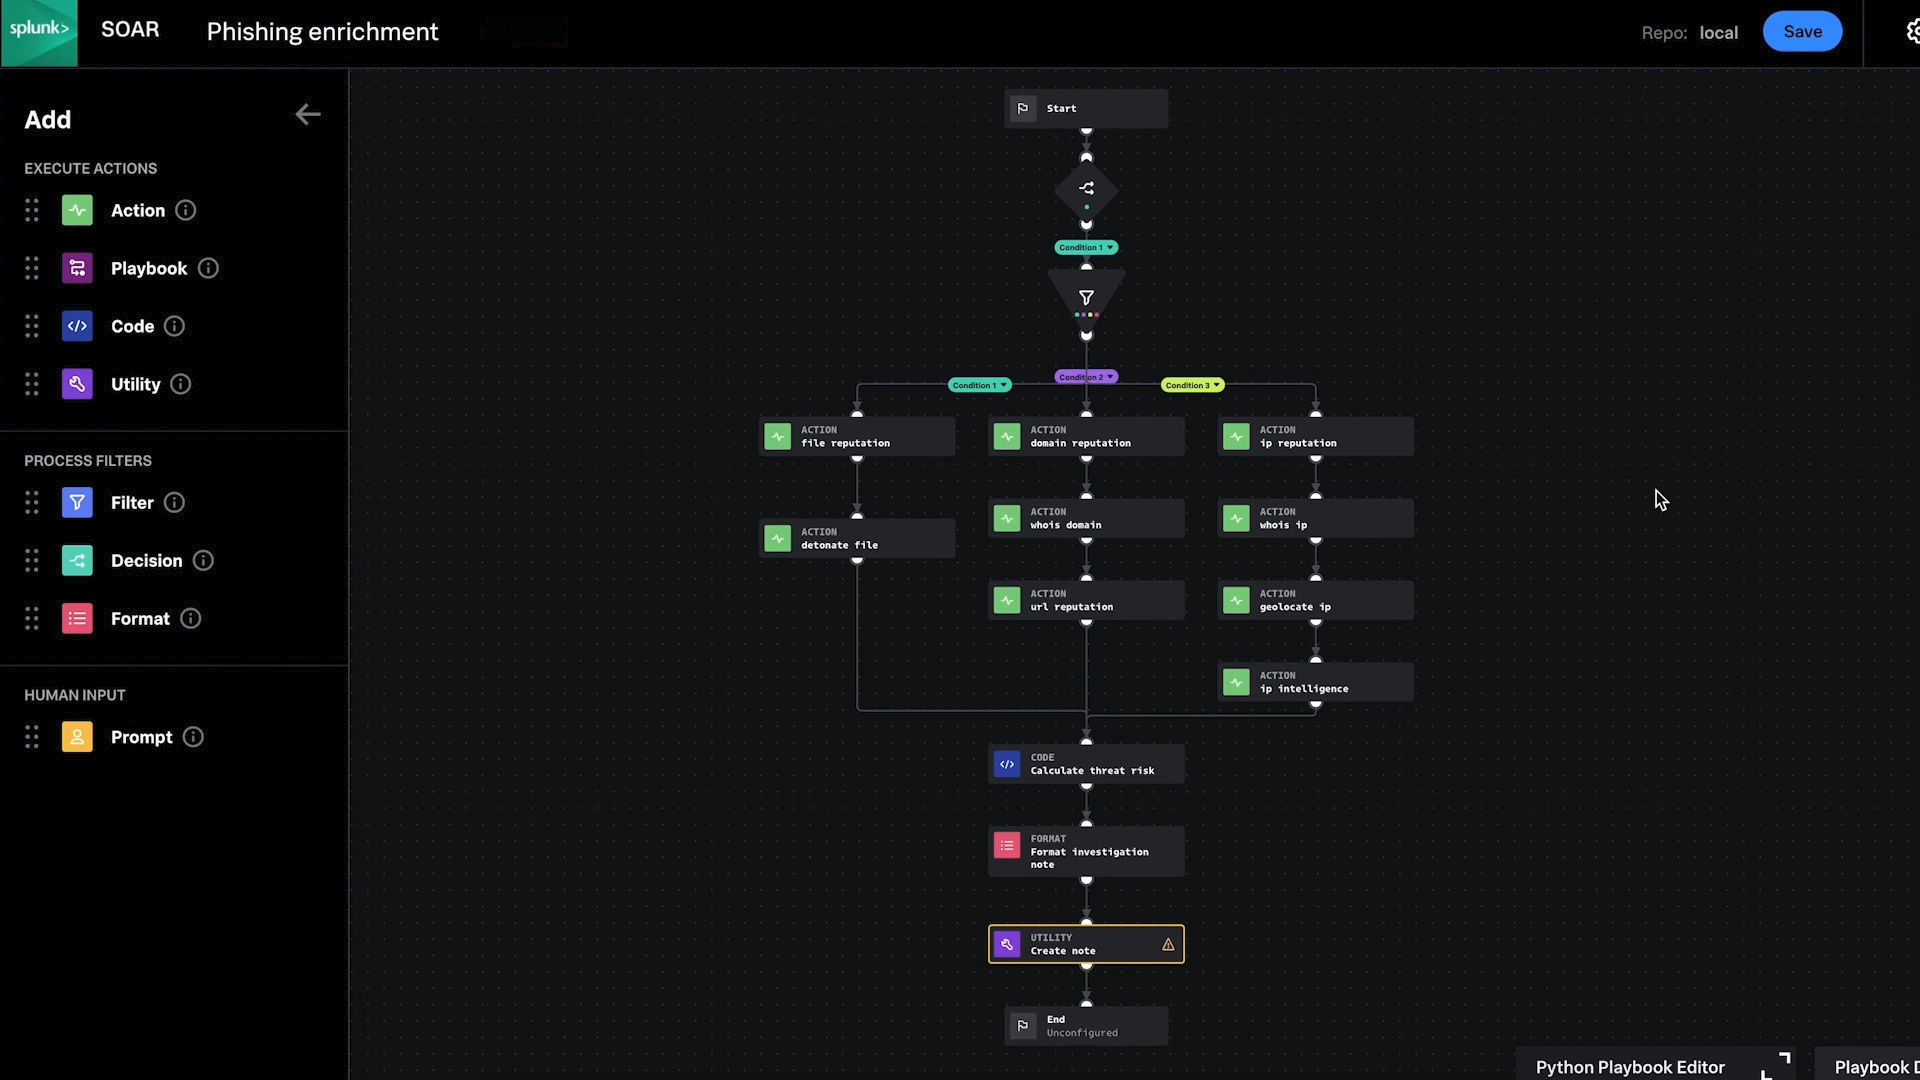 splunk>
SOAR
Phishing enrichment
Repo: local
Save
Add
EXECUTE ACTIONS
Action
Playbook
Code
Utility
PROCESS FILTERS
Filter
Decision
Format
HUMAN INPUT
Prompt
Start
Condition 1
Condition 1
Condition 2
Condition 3
ACTION
file reputation
ACTION
domain reputation
ACTION
ip reputation
ACTION
detonate file
ACTION
whois domain
ACTION
whois ip
ACTION
url reputation
ACTION
geolocate ip
ACTION
ip intelligence
CODE
Calculate threat risk
FORMAT
Format investigation
note
UTILITY
Create note
End
Unconfigured
Python Playbook Editor
Playbook